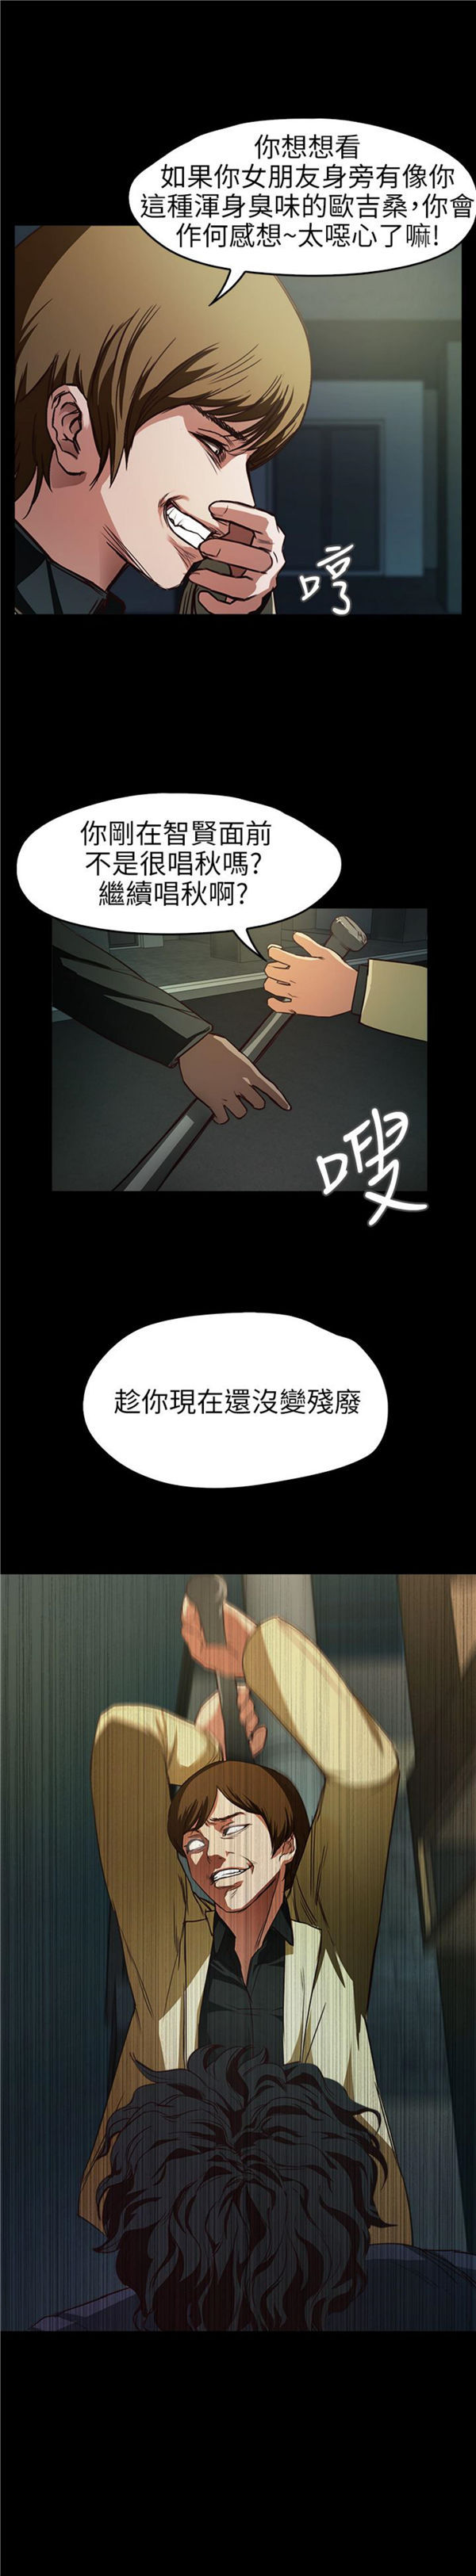 你想想看
如果你女朋友身旁有像你
這種渾身臭味的歐吉桑，你會
作何感想~太噁心了嘛!
哼
你剛在智賢面前
不是很唱秋嗎?
繼續唱秋啊?
嗖
趁你現在還沒變殘廢